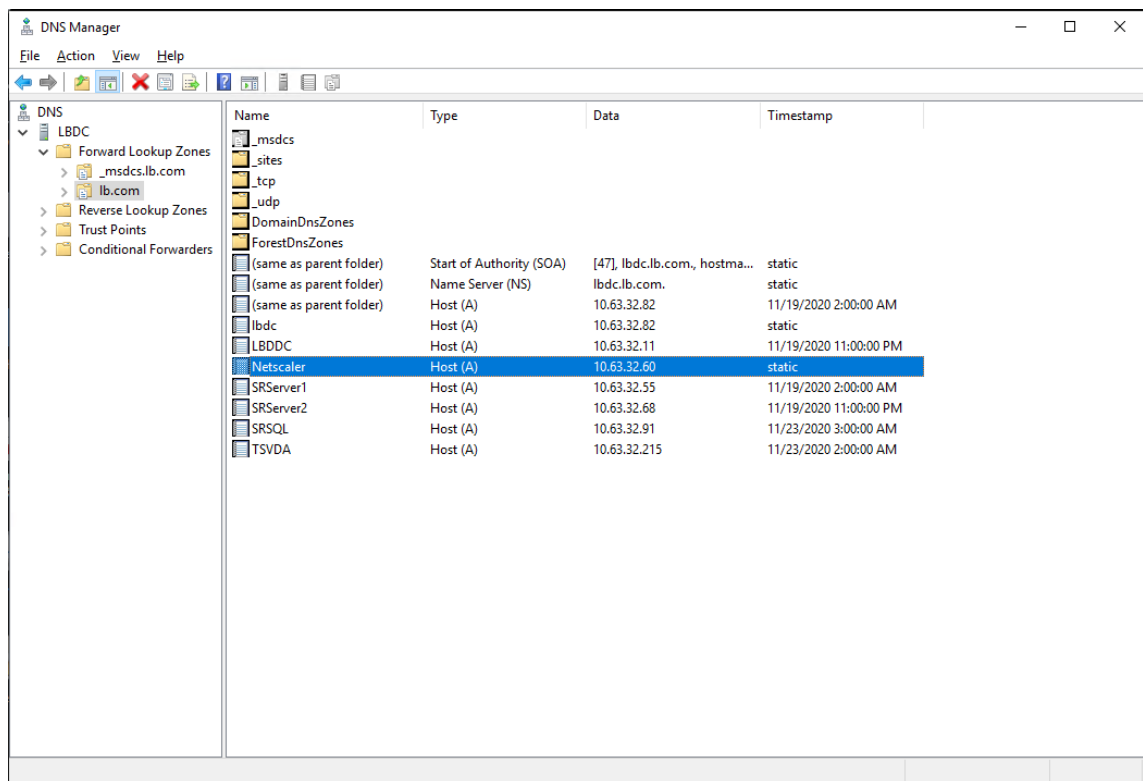 DNS Manager
File Action View Help
DNS
LBDC
Forward Lookup Zones
_msdcs.lb.com
lb.com
Reverse Lookup Zones
Trust Points
Conditional Forwarders
Name Type Data Timestamp
_msdcs
_sites
_tcp
_udp
DomainDnsZones
ForestDnsZones
(same as parent folder) Start of Authority (SOA) [47], lbdc.lb.com., hostma... static
(same as parent folder) Name Server (NS) lbdc.lb.com. static
(same as parent folder) Host (A) 10.63.32.82 11/19/2020 2:00:00 AM
lbdc Host (A) 10.63.32.82 static
LBDDC Host (A) 10.63.32.11 11/19/2020 11:00:00 PM
Netscaler Host (A) 10.63.32.60 static
SRServer1 Host (A) 10.63.32.55 11/19/2020 2:00:00 AM
SRServer2 Host (A) 10.63.32.68 11/19/2020 11:00:00 PM
SRSQL Host (A) 10.63.32.91 11/23/2020 3:00:00 AM
TSVDA Host (A) 10.63.32.215 11/23/2020 2:00:00 AM